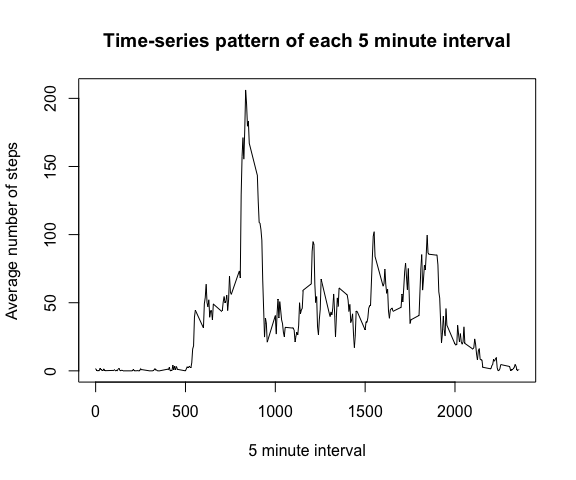 Time-series pattern of each 5 minute interval
Average number of steps
200
150
100
50
0
0 500 1000 1500 2000
5 minute interval